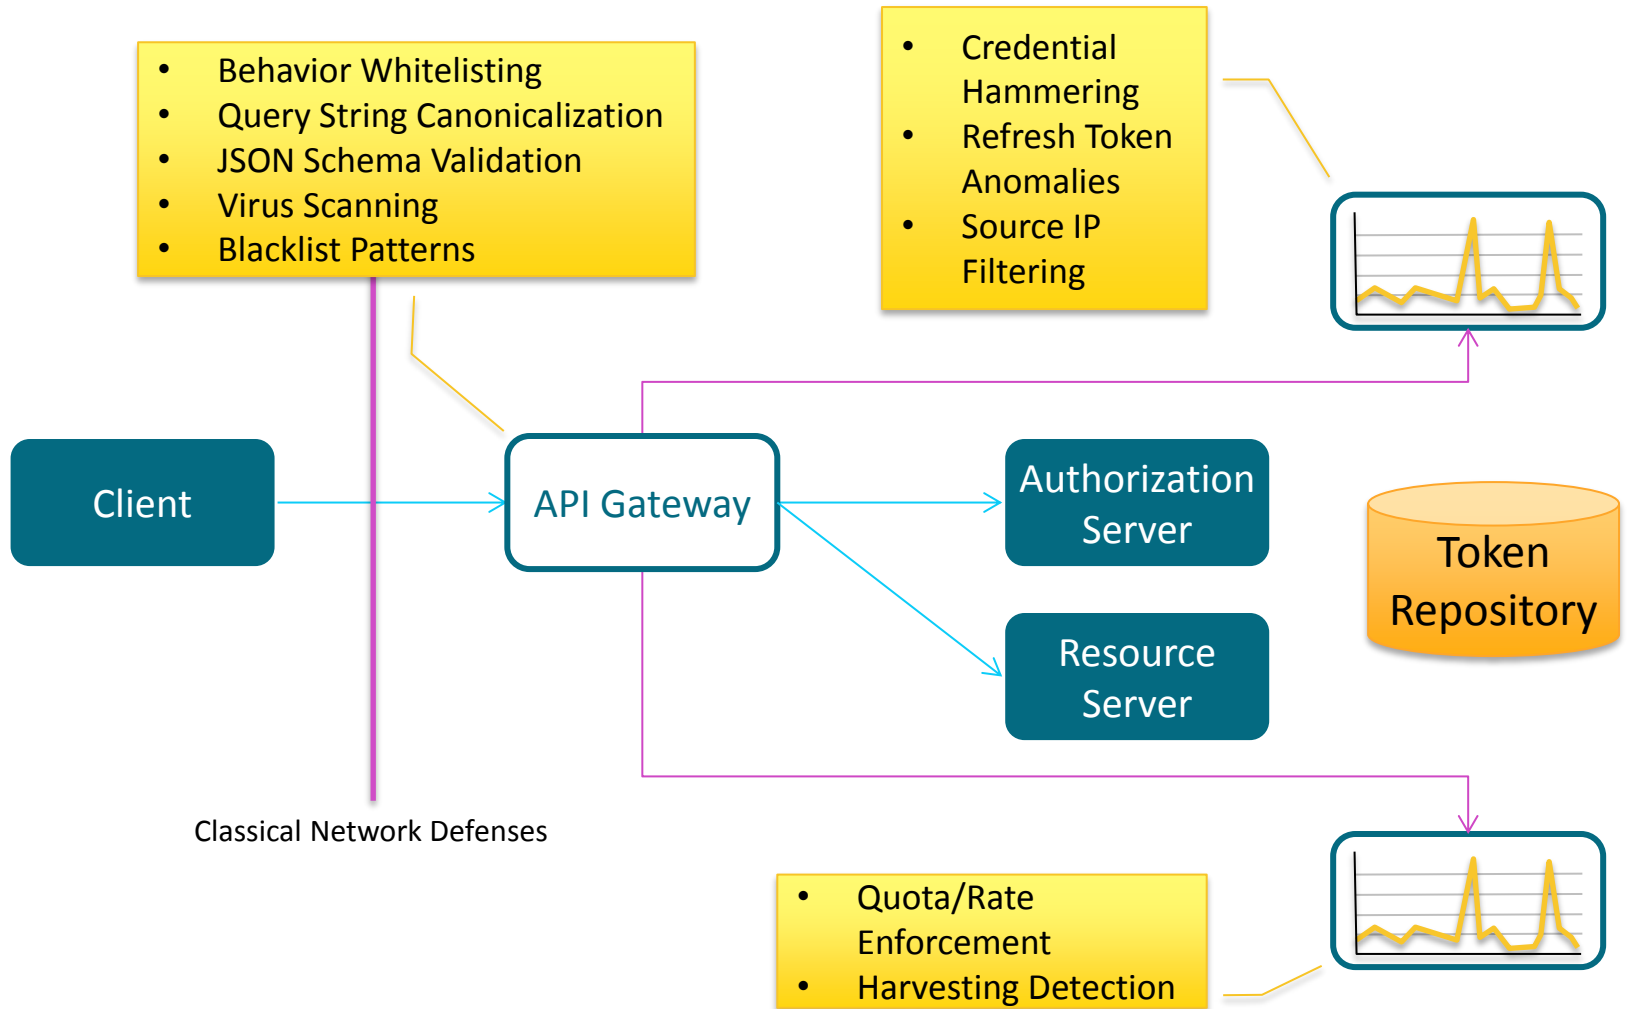 • Behavior Whitelisting
• Query String Canonicalization
• JSON Schema Validation
• Virus Scanning
• Blacklist Patterns
• Credential
Hammering
• Refresh Token
Anomalies
• Source IP
Filtering
Client
API Gateway
Authorization
Server
Token
Repository
Resource
Server
Classical Network Defenses
• Quota/Rate
Enforcement
• Harvesting Detection